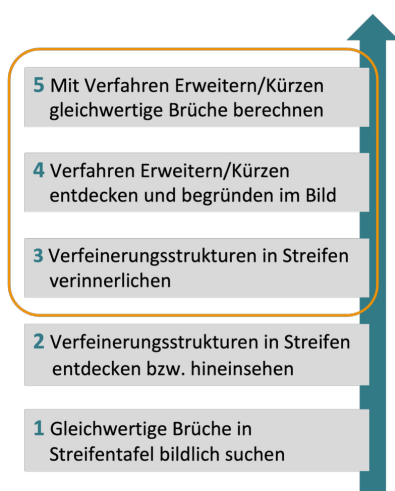 5 Mit Verfahren Erweitern/Kürzen
gleichwertige Brüche berechnen
4 Verfahren Erweitern/Kürzen
entdecken und begründen im Bild
3 Verfeinerungsstrukturen in Streifen
verinnerlichen
2 Verfeinerungsstrukturen in Streifen
entdecken bzw. hineinsehen
1 Gleichwertige Brüche in
Streifentafel bildlich suchen